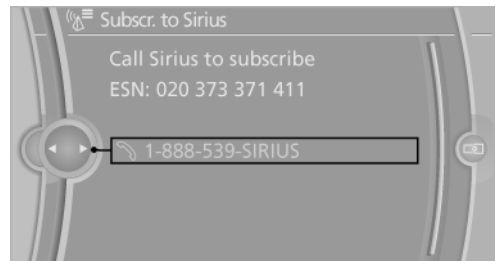 Subscr. to Sirius
Call Sirius to subscribe
ESN: 020 373 371 411
1-888-539-SIRIUS